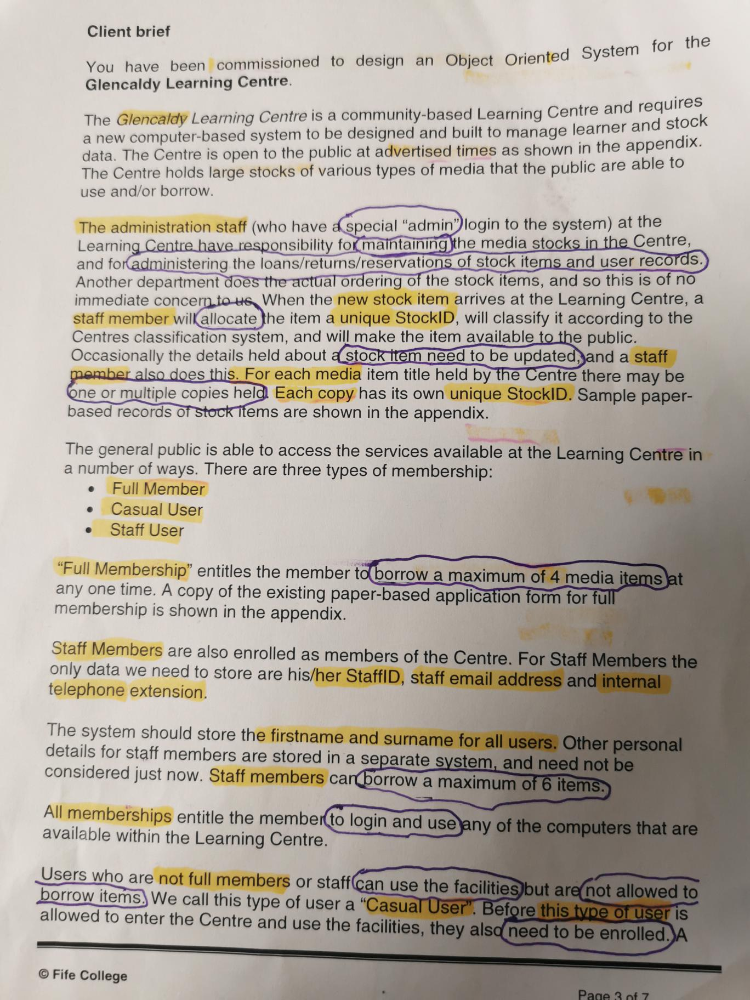 Client brief
You have been commissioned to design an Object Oriented System for the
Glencaldy Learning Centre.
The Glencaldy Learning Centre is a community-based Learning Centre and requires
a new computer-based system to be designed and built to manage learner and stock
data. The Centre is open to the public at advertised times as shown in the appendix.
The Centre holds large stocks of various types of media that the public are able to
use and/or borrow.
The administration staff (who have a special “admin” login to the system) at the
Learning Centre have responsibility for maintaining the media stocks in the Centre,
and for administering the loans/returns/reservations of stock items and user records.
Another department does the actual ordering of the stock items, and so this is of no
immediate concern to us. When the new stock item arrives at the Learning Centre, a
staff member will allocate the item a unique StockID, will classify it according to the
Centres classification system, and will make the item available to the public.
Occasionally the details held about a stock item need to be updated, and a staff
member also does this. For each media item title held by the Centre there may be
one or multiple copies held. Each copy has its own unique StockID. Sample paper-
based records of stock items are shown in the appendix.
The general public is able to access the services available at the Learning Centre in
a number of ways. There are three types of membership:
• Full Member
• Casual User
• Staff User
“Full Membership” entitles the member to borrow a maximum of 4 media items at
any one time. A copy of the existing paper-based application form for full
membership is shown in the appendix.
Staff Members are also enrolled as members of the Centre. For Staff Members the
only data we need to store are his/her StaffID, staff email address and internal
telephone extension.
The system should store the firstname and surname for all users. Other personal
details for staff members are stored in a separate system, and need not be
considered just now. Staff members can borrow a maximum of 6 items.
All memberships entitle the member to login and use any of the computers that are
available within the Learning Centre.
Users who are not full members or staff can use the facilities but are not allowed to
borrow items. We call this type of user a “Casual User”. Before this type of user is
allowed to enter the Centre and use the facilities, they also need to be enrolled. A
© Fife College
Page 3 of 7